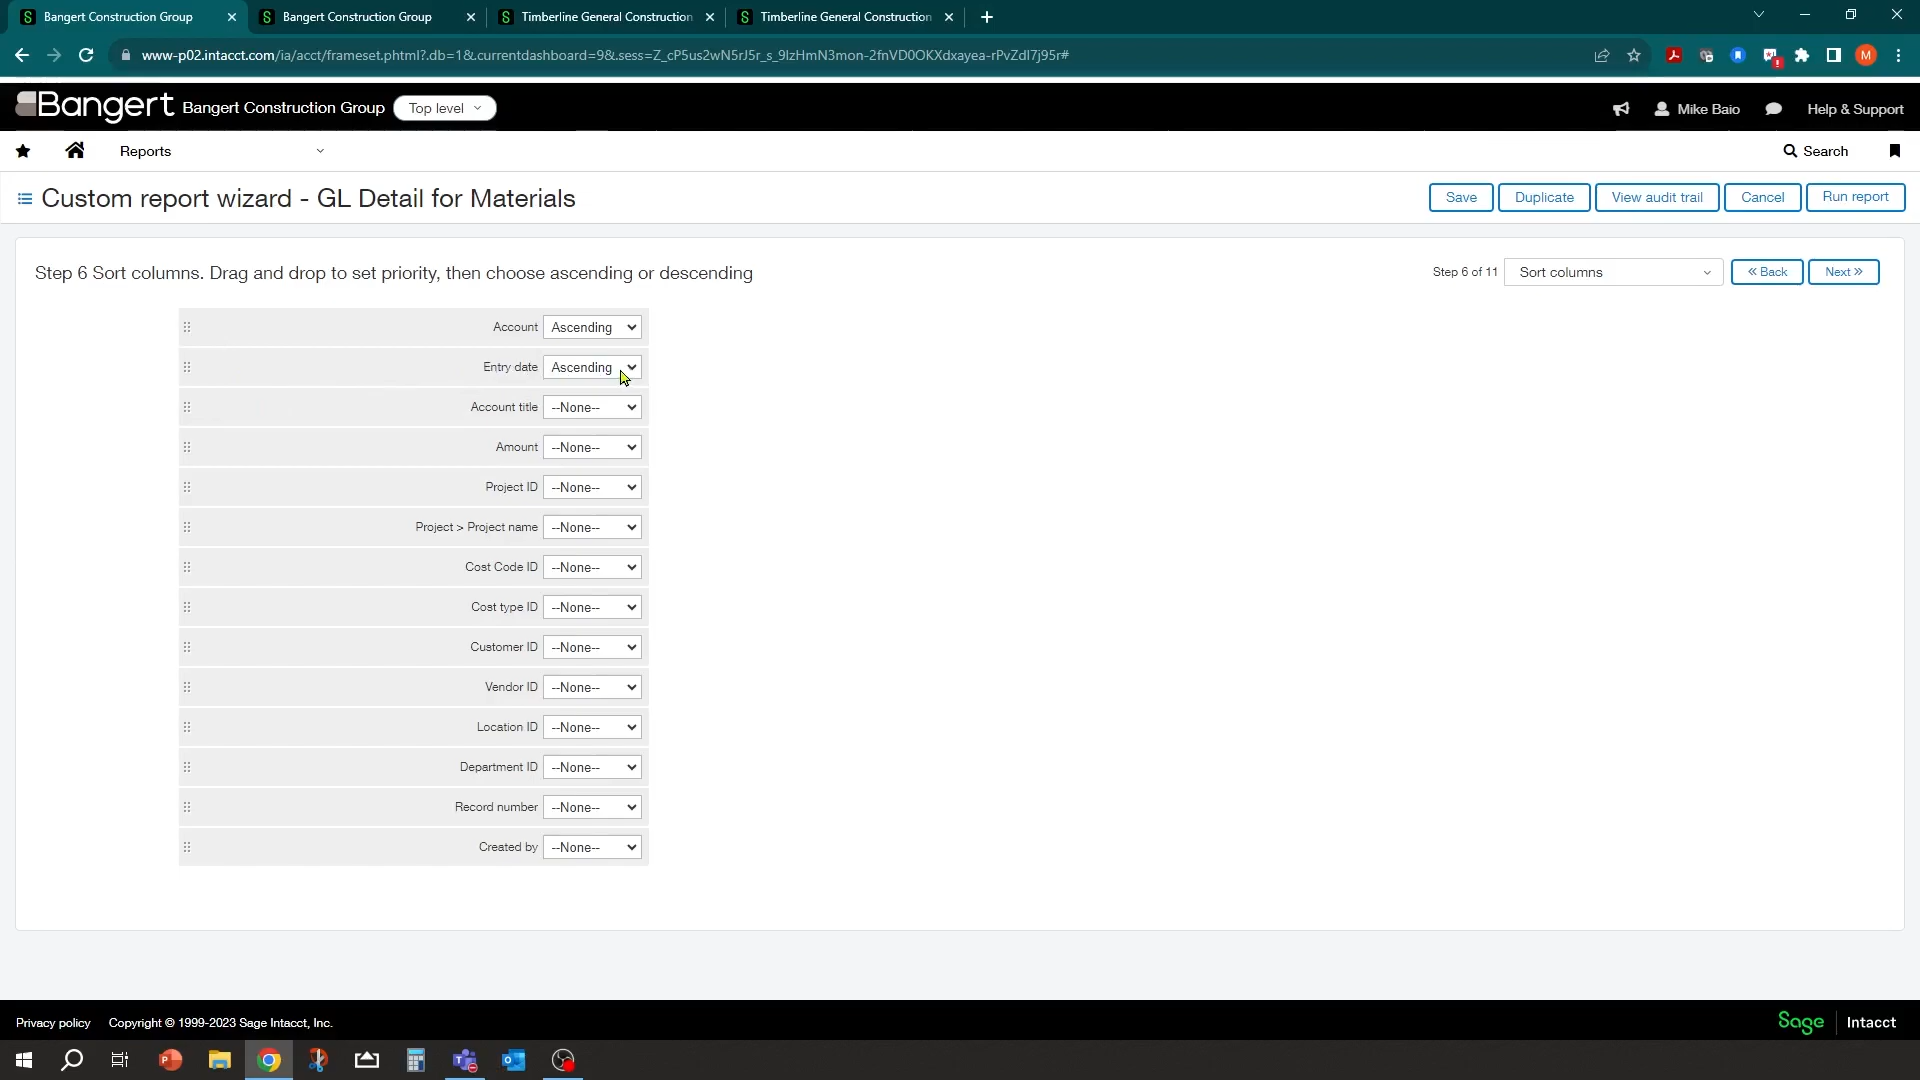 Bangert Construction Group
Bangert Construction Group
Timberline General Construction
Timberline General Construction
www-p02.intacct.com/ia/acct/frameset.phtml?.db=1&.currentdashboard=9&.sess=Z_cP5us2wN5rJ5r_s_9lzHmN3mon-2fnVD0OKXdxayea-rPvZdI7j95r#
M
Bangert Bangert Construction Group Top level
Mike Baio
Help & Support
Reports
Search
Custom report wizard - GL Detail for Materials
Save
Duplicate
View audit trail
Cancel
Run report
Step 6 Sort columns. Drag and drop to set priority, then choose ascending or descending
Step 6 of 11
Sort columns
« Back
Next »
Account Ascending
Entry date Ascending
Account title --None--
Amount --None--
Project ID --None--
Project > Project name --None--
Cost Code ID --None--
Cost type ID --None--
Customer ID --None--
Vendor ID --None--
Location ID --None--
Department ID --None--
Record number --None--
Created by --None--
Privacy policy Copyright © 1999-2023 Sage Intacct, Inc.
Sage Intacct